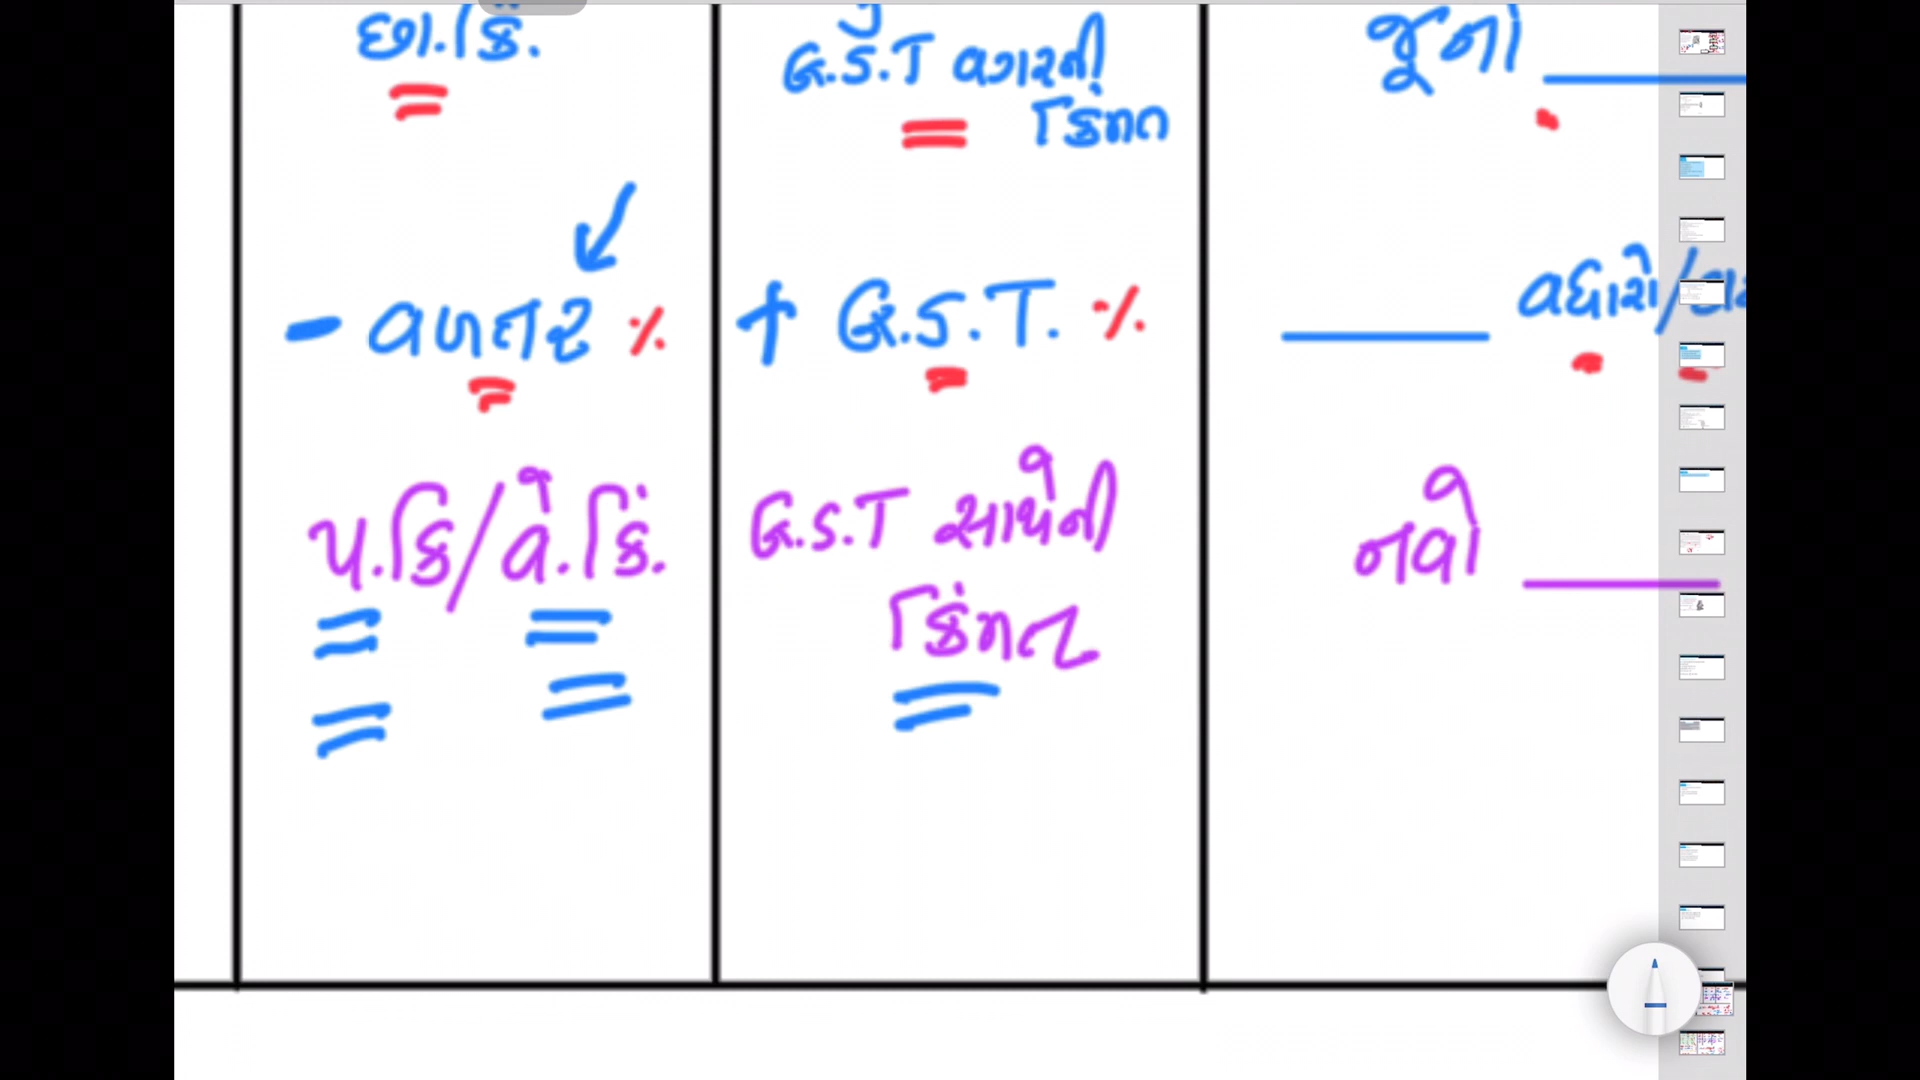 છા.કિં.
G.S.T વગરની
કિંમત
જૂનો
- વળતર %
+ G.S.T. %
વધારો/
પ.કિ/વે.કિં.
G.S.T સાથેની
કિંમત
નવો